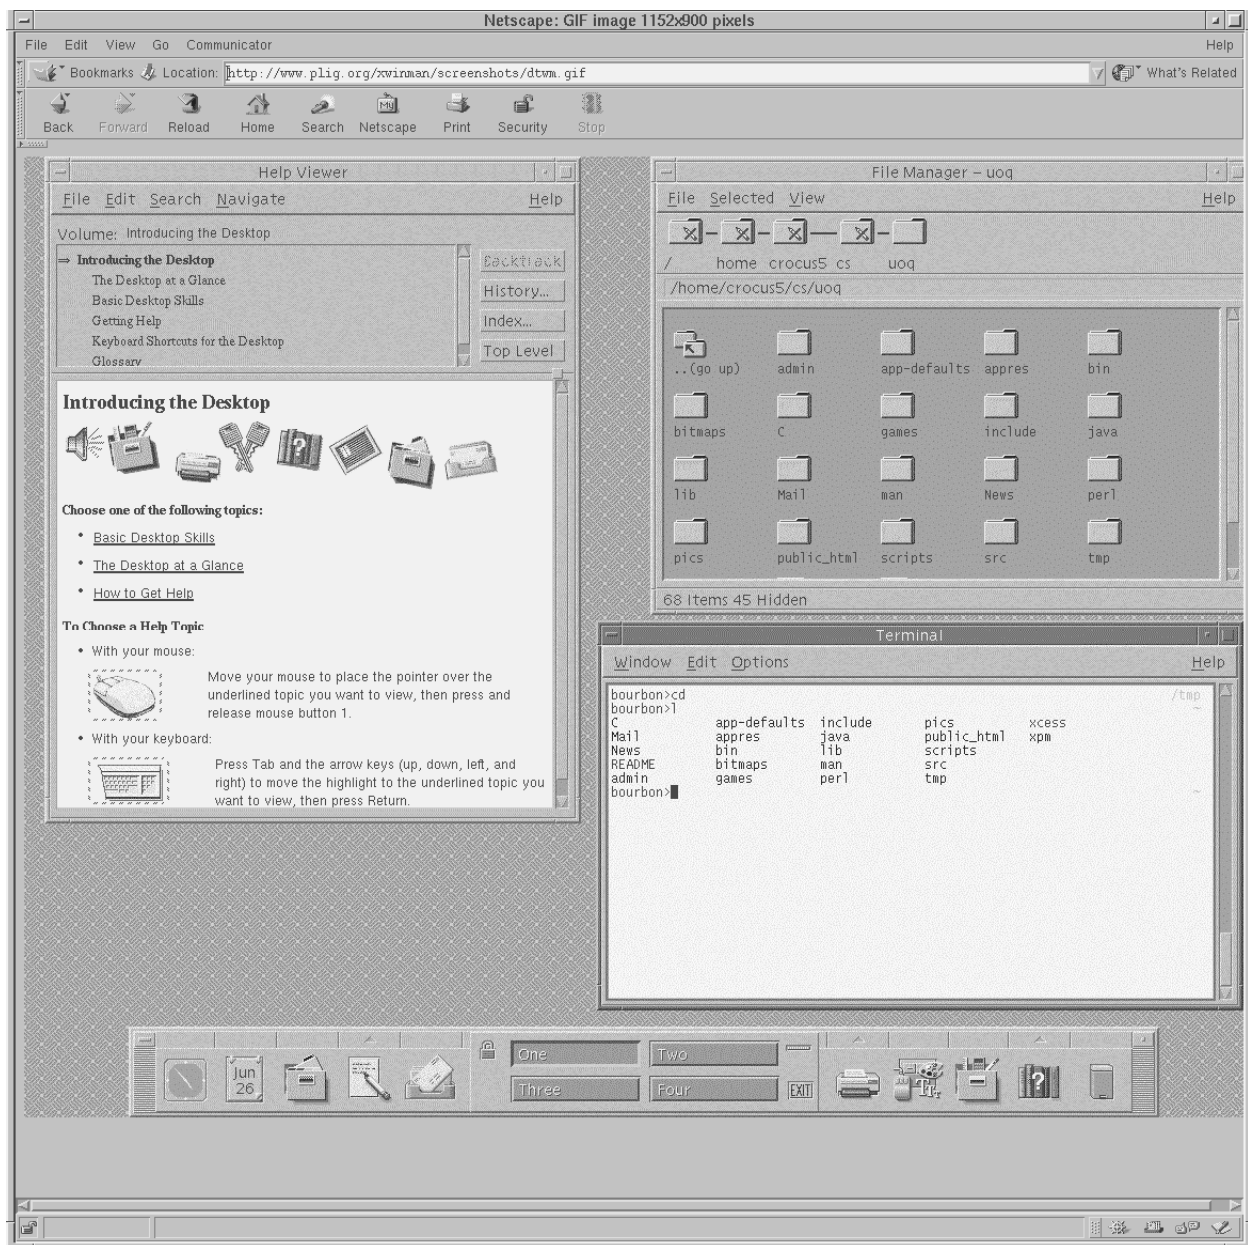 Netscape: GIF image 1152x900 pixels
File Edit View Go Communicator Help
Bookmarks Location: http://www.plig.org/xwinman/screenshots/dtwm.gif What's Related
Back Forward Reload Home Search Netscape Print Security Stop
My
Help Viewer
File Edit Search Navigate Help
Volume: Introducing the Desktop
⇒ Introducing the Desktop
The Desktop at a Glance
Basic Desktop Skills
Getting Help
Keyboard Shortcuts for the Desktop
Glossary
Backtrack
History...
Index...
Top Level
Introducing the Desktop
?
Choose one of the following topics:
• Basic Desktop Skills
• The Desktop at a Glance
• How to Get Help
To Choose a Help Topic
• With your mouse:
Move your mouse to place the pointer over the
underlined topic you want to view, then press and
release mouse button 1.
• With your keyboard:
Press Tab and the arrow keys (up, down, left, and
right) to move the highlight to the underlined topic you
want to view, then press Return.
File Manager – uoq
File Selected View Help
/ home crocus5 cs uoq
/home/crocus5/cs/uoq
..(go up) admin app-defaults appres bin
bitmaps C games include java
lib Mail man News perl
pics public_html scripts src tmp
68 Items 45 Hidden
Terminal
Window Edit Options Help
bourbon>cd /tmp
bourbon>l ~
C app-defaults include pics xcess
Mail appres java public_html xpm
News bin lib scripts
README bitmaps man src
admin games perl tmp
bourbon> ~
Jun
26
One Two
Three Four
EXIT
?